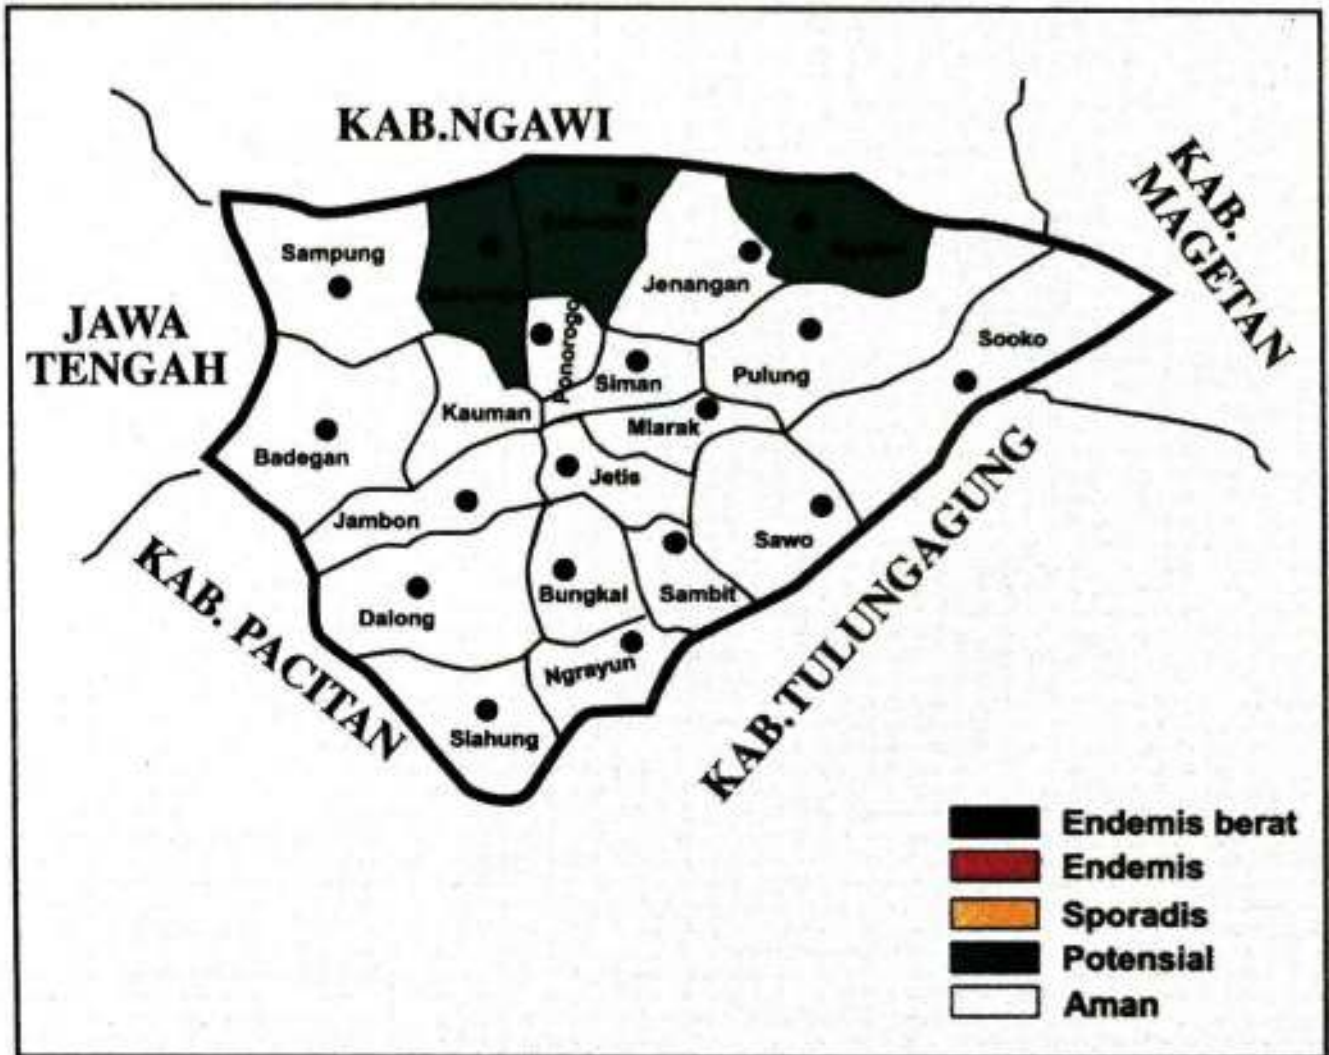 KAB.NGAWI
KAB.
MAGETAN
JAWA
TENGAH
Sampung
Jenangan
Ponorogo
Sooko
Siman
Pulung
Kauman
Mlarak
Badegan
Jetis
Jambon
Sawo
Bungkal
Sambit
Dalong
Ngrayun
Slahung
KAB. PACITAN
KAB.TULUNGAGUNG
Endemis berat
Endemis
Sporadis
Potensial
Aman